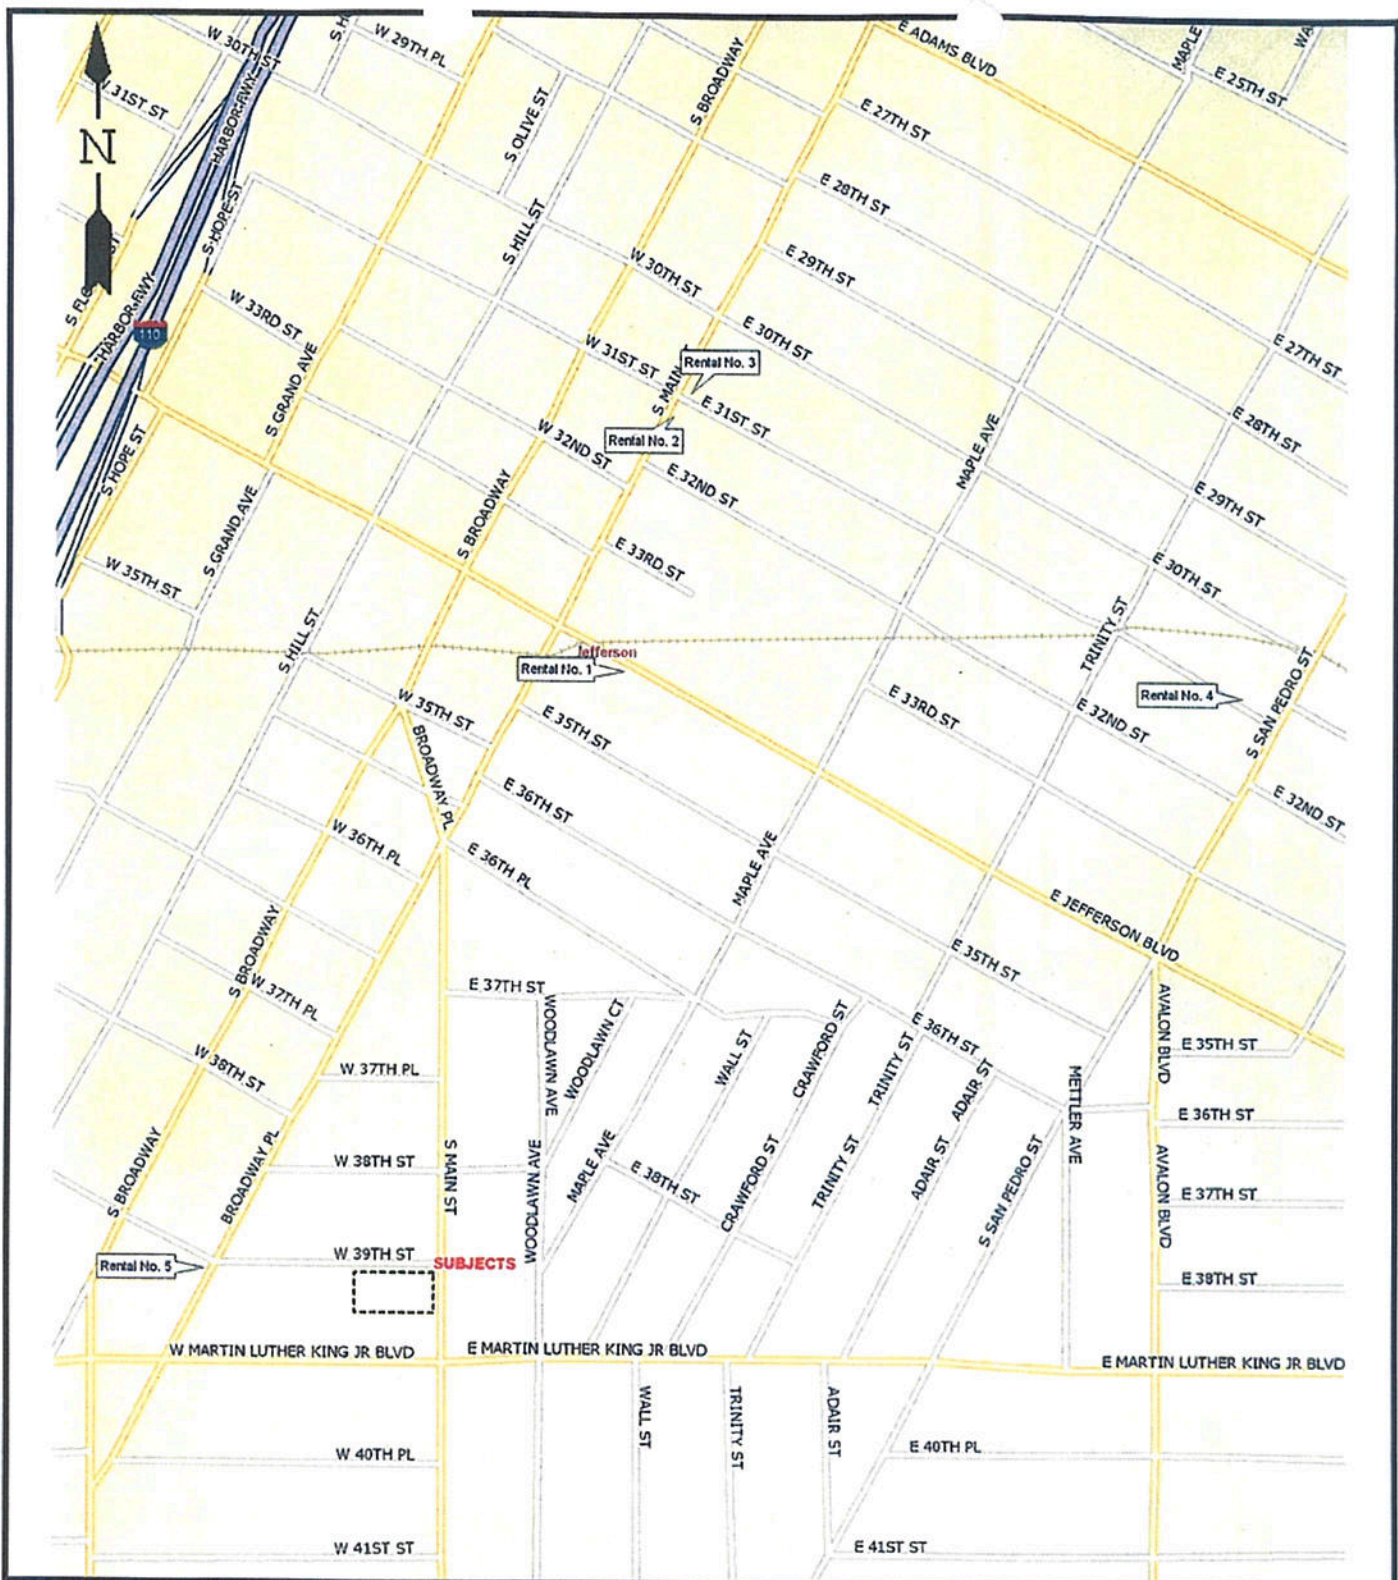 E ADAMS BLVD
MAPLE
W 30TH ST
W 29TH PL
E 25TH ST
W 31ST ST
HARBOR FWY
S OLIVE ST
S BROADWAY
E 27TH ST
N
S HOPE ST
S HILL ST
E 28TH ST
W 30TH ST
E 29TH ST
HARBOR FWY
110
W 33RD ST
E 30TH ST
E 27TH ST
W 31ST ST
Rental No. 3
S MAIN
S GRAND AVE
E 31ST ST
E 28TH ST
Rental No. 2
W 32ND ST
MAPLE AVE
S HOPE ST
E 32ND ST
E 29TH ST
S BROADWAY
S GRAND AVE
E 33RD ST
W 35TH ST
E 30TH ST
S HILL ST
TRINITY ST
Jefferson
Rental No. 1
Rental No. 4
S SAN PEDRO ST
W 35TH ST
E 35TH ST
E 33RD ST
E 32ND ST
BROADWAY PL
E 36TH ST
E 32ND ST
W 36TH PL
E 36TH PL
MAPLE AVE
E JEFFERSON BLVD
S BROADWAY
E 35TH ST
W 37TH PL
E 37TH ST
WOODLAWN AVE
WOODLAWN CT
WALL ST
CRAWFORD ST
E 36TH ST
TRINITY ST
ADAIR ST
AVALON BLVD
E 35TH ST
W 38TH ST
W 37TH PL
METTLER AVE
E 36TH ST
S BROADWAY
BROADWAY PL
W 38TH ST
S MAIN ST
WOODLAWN AVE
MAPLE AVE
E 38TH ST
CRAWFORD ST
TRINITY ST
ADAIR ST
S SAN PEDRO ST
AVALON BLVD
E 37TH ST
Rental No. 5
W 39TH ST
SUBJECTS
E 38TH ST
W MARTIN LUTHER KING JR BLVD
E MARTIN LUTHER KING JR BLVD
E MARTIN LUTHER KING JR BLVD
WALL ST
TRINITY ST
ADAIR ST
W 40TH PL
E 40TH PL
W 41ST ST
E 41ST ST